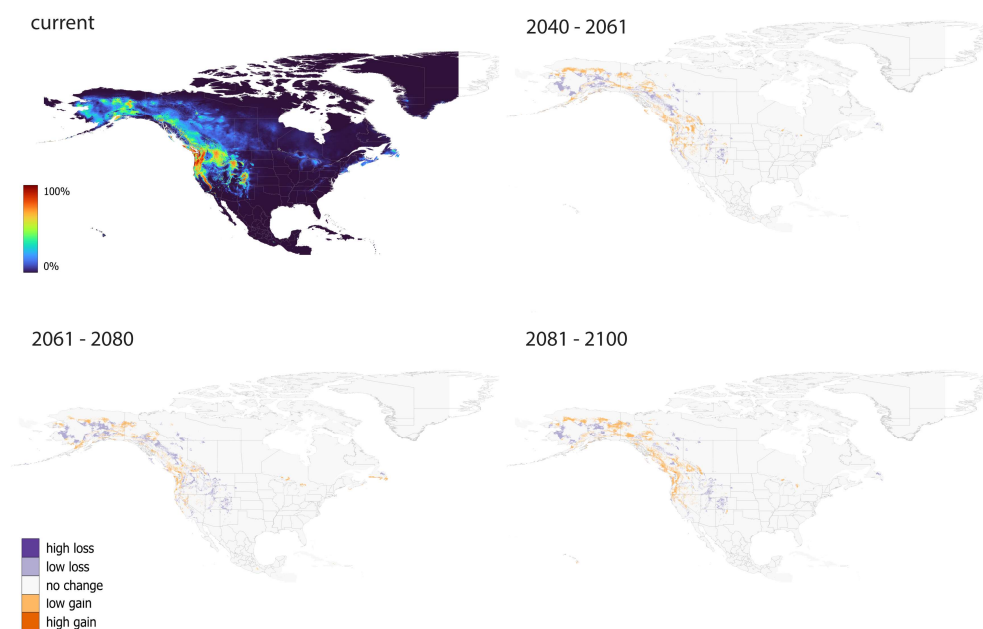 current
2040 - 2061
100%
0%
2061 - 2080
2081 - 2100
high loss
low loss
no change
low gain
high gain